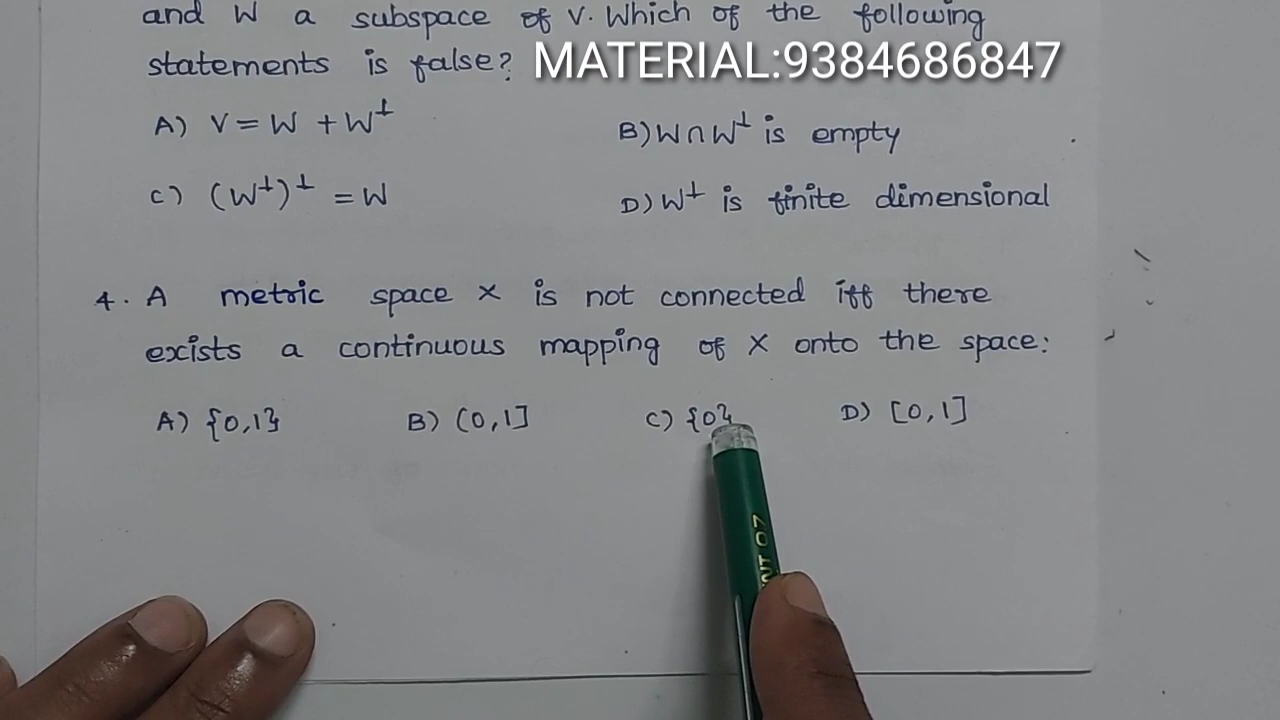 and W a subspace of V. Which of the following
statements is false? MATERIAL:9384686847
A) V = W + W⊥ B) W ∩ W⊥ is empty
C) (W⊥)⊥ = W D) W⊥ is finite dimensional
4. A metric space X is not connected iff there
exists a continuous mapping of X onto the space:
A) {0,1} B) (0,1] C) {0} D) [0,1]